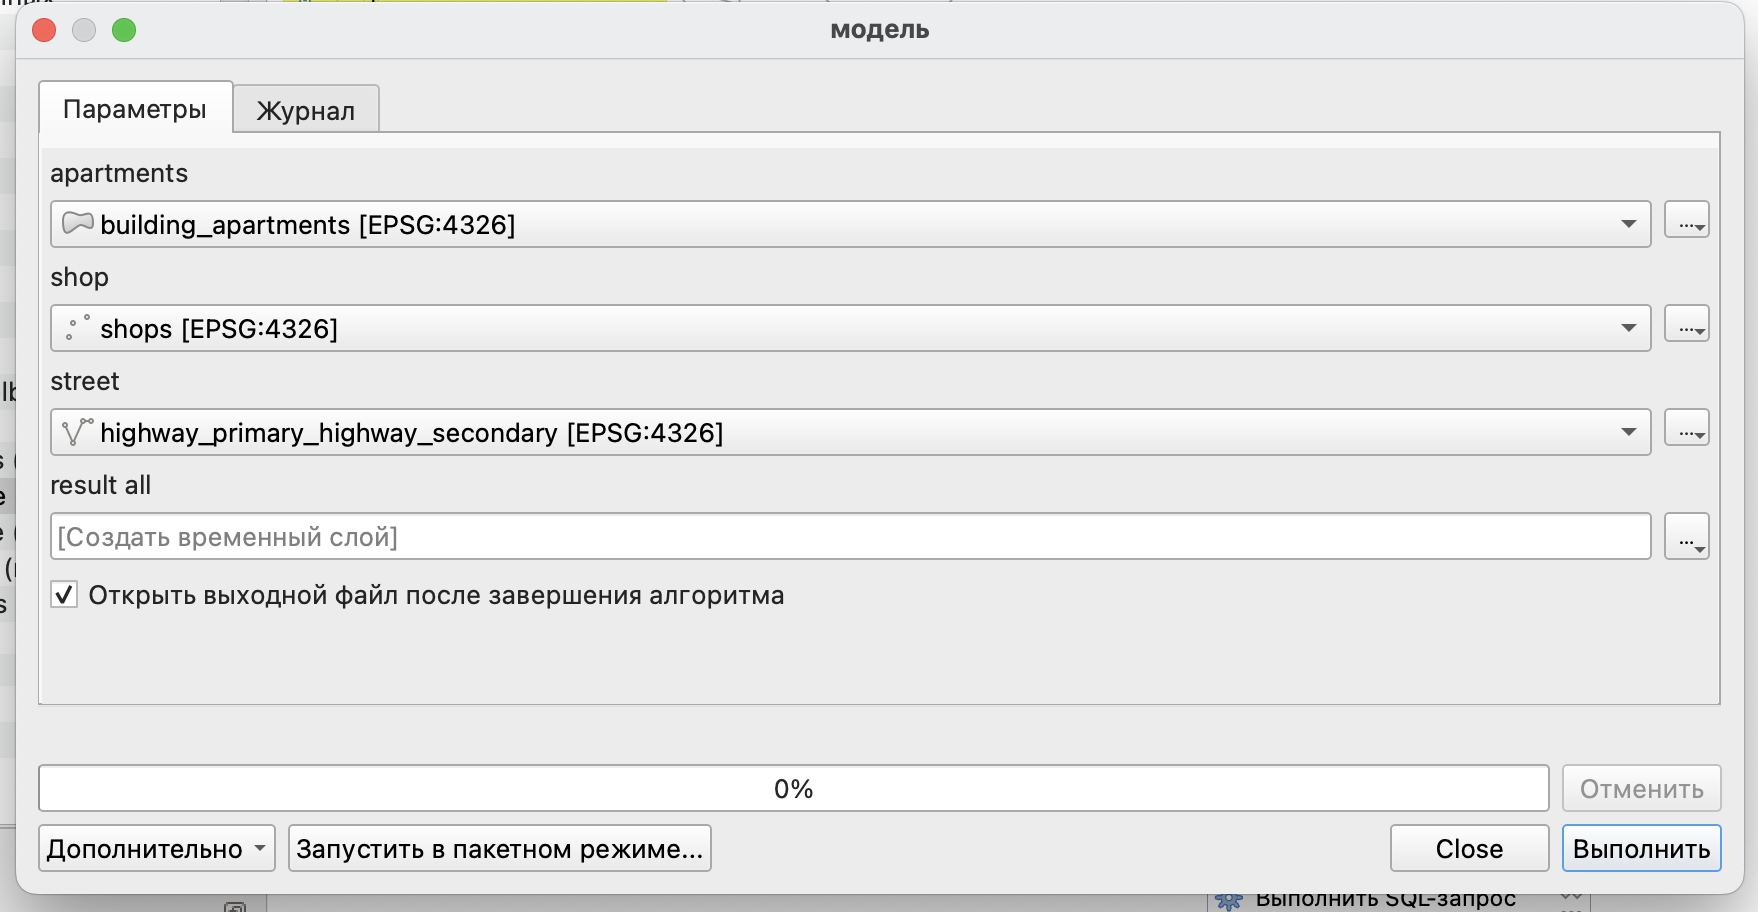 модель
Параметры
Журнал
apartments
building_apartments [EPSG:4326]
...
shop
shops [EPSG:4326]
...
street
highway_primary_highway_secondary [EPSG:4326]
...
result all
[Создать временный слой]
...
Открыть выходной файл после завершения алгоритма
0%
Отменить
Дополнительно
Запустить в пакетном режиме...
Close
Выполнить
Выполнить SQL-запрос